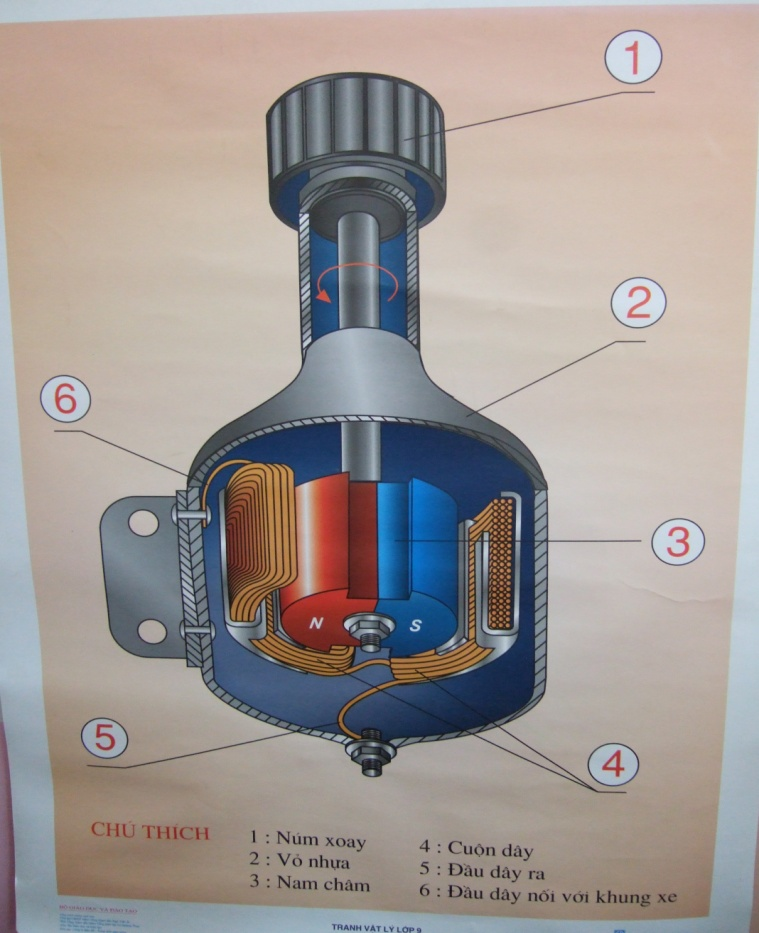 1
2
6
3
N S
5
4
CHÚ THÍCH
1 : Núm xoay
2 : Vỏ nhựa
3 : Nam châm
4 : Cuộn dây
5 : Đầu dây ra
6 : Đầu dây nối với khung xe
TRANH VẬT LÝ LỚP 9